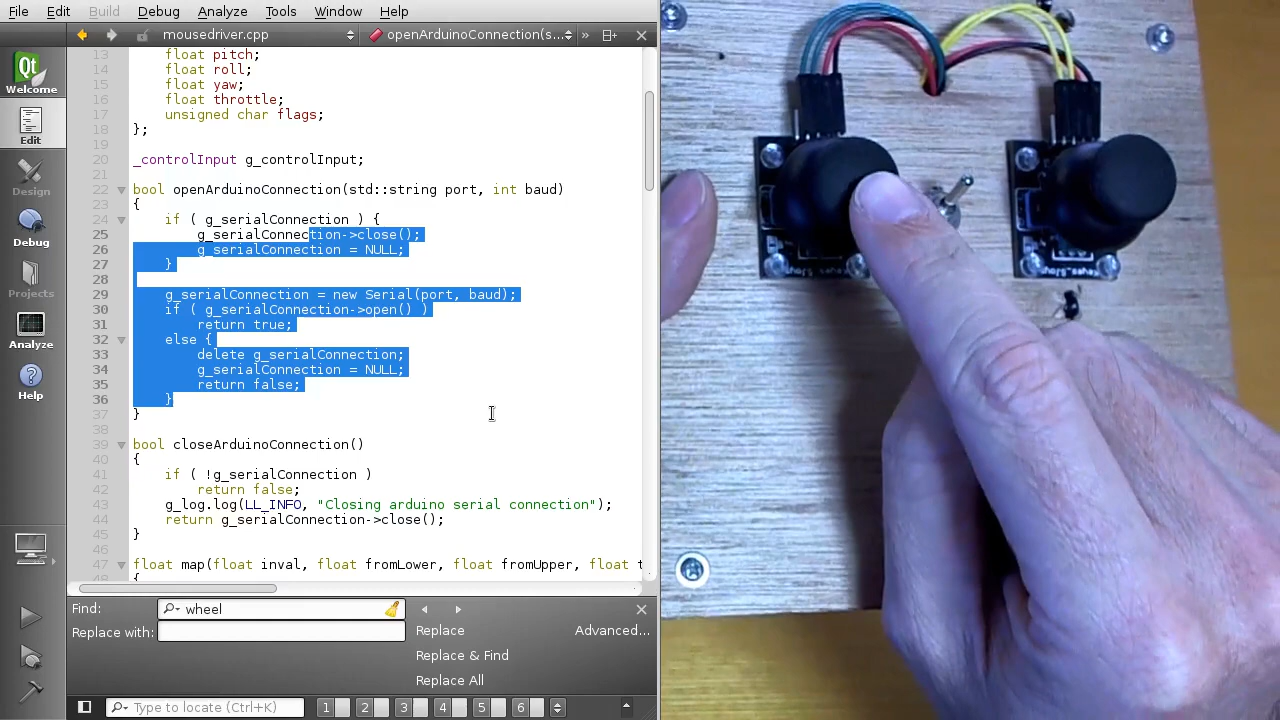 File Edit Build Debug Analyze Tools Window Help
mousedriver.cpp openArduinoConnection(s... »
Welcome
Edit
Design
Debug
Projects
Analyze
Help
13 float pitch;
14 float roll;
15 float yaw;
16 float throttle;
17 unsigned char flags;
18 };
19
20 _controlInput g_controlInput;
21
22 bool openArduinoConnection(std::string port, int baud)
23 {
24 if ( g_serialConnection ) {
25 g_serialConnection->close();
26 g_serialConnection = NULL;
27 }
28
29 g_serialConnection = new Serial(port, baud);
30 if ( g_serialConnection->open() )
31 return true;
32 else {
33 delete g_serialConnection;
34 g_serialConnection = NULL;
35 return false;
36 }
37 }
38
39 bool closeArduinoConnection()
40 {
41 if ( !g_serialConnection )
42 return false;
43 g_log.log(LL_INFO, "Closing arduino serial connection");
44 return g_serialConnection->close();
45 }
46
47 float map(float inval, float fromLower, float fromUpper, float t
48 {
Find: wheel
Replace with: Replace Advanced...
Replace & Find
Replace All
Type to locate (Ctrl+K) 1 2 3 4 5 6